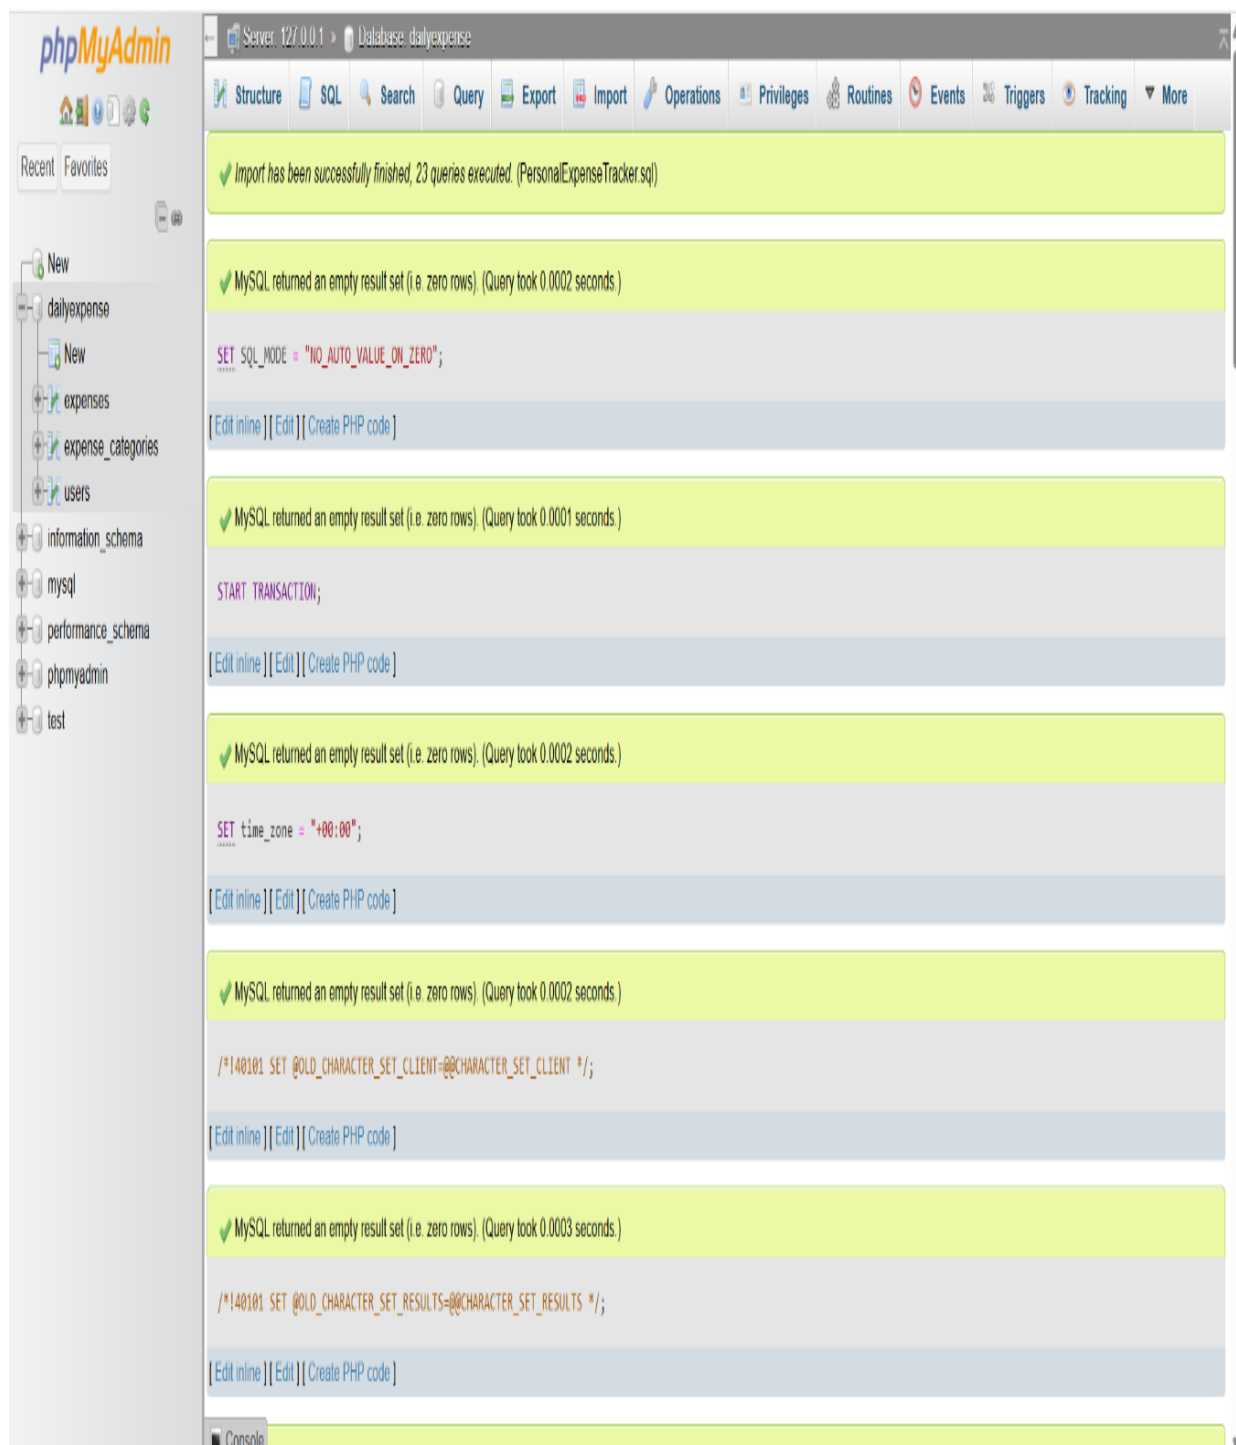 phpMyAdmin
Recent Favorites
New
dailyexpense
New
expenses
expense_categories
users
information_schema
mysql
performance_schema
phpmyadmin
test
Server: 127.0.0.1 » Database: dailyexpense
Structure SQL Search Query Export Import Operations Privileges Routines Events Triggers Tracking More
Import has been successfully finished, 23 queries executed. (PersonalExpenseTracker.sql)
MySQL returned an empty result set (i.e. zero rows). (Query took 0.0002 seconds.)
SET SQL_MODE = "NO_AUTO_VALUE_ON_ZERO";
[ Edit inline ] [ Edit ] [ Create PHP code ]
MySQL returned an empty result set (i.e. zero rows). (Query took 0.0001 seconds.)
START TRANSACTION;
[ Edit inline ] [ Edit ] [ Create PHP code ]
MySQL returned an empty result set (i.e. zero rows). (Query took 0.0002 seconds.)
SET time_zone = "+00:00";
[ Edit inline ] [ Edit ] [ Create PHP code ]
MySQL returned an empty result set (i.e. zero rows). (Query took 0.0002 seconds.)
/*!40101 SET @OLD_CHARACTER_SET_CLIENT=@@CHARACTER_SET_CLIENT */;
[ Edit inline ] [ Edit ] [ Create PHP code ]
MySQL returned an empty result set (i.e. zero rows). (Query took 0.0003 seconds.)
/*!40101 SET @OLD_CHARACTER_SET_RESULTS=@@CHARACTER_SET_RESULTS */;
[ Edit inline ] [ Edit ] [ Create PHP code ]
Console